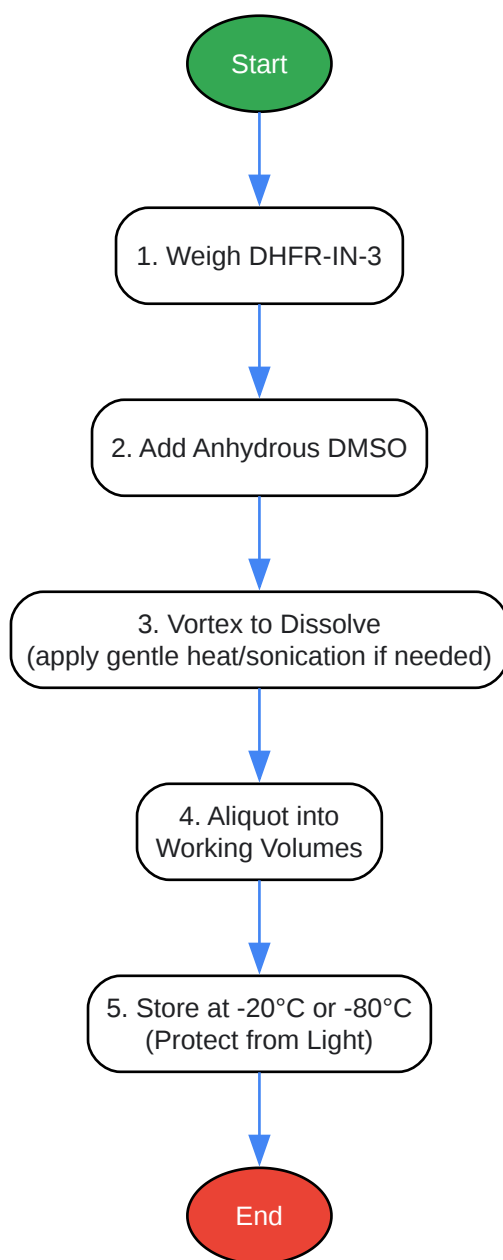 Start
1. Weigh DHFR-IN-3
2. Add Anhydrous DMSO
3. Vortex to Dissolve
(apply gentle heat/sonication if needed)
4. Aliquot into
Working Volumes
5. Store at -20°C or -80°C
(Protect from Light)
End